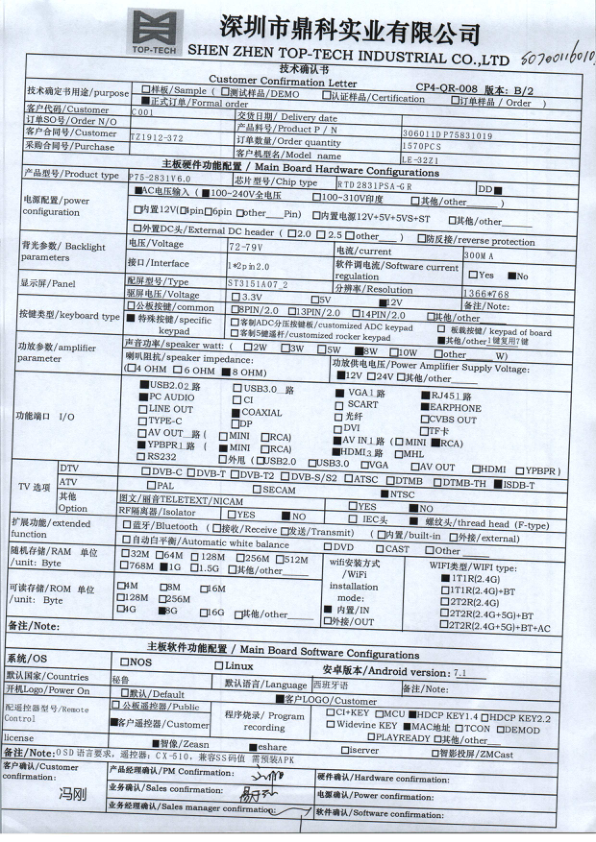 深圳市鼎科实业有限公司
TOP-TECH SHEN ZHEN TOP-TECH INDUSTRIAL CO.,LTD
技术确认书
Customer Confirmation Letter CP4-QR-008 版本: B/2
技术确定书用途/purpose □样板/Sample ( □测试样品/DEMO □认证样品/Certification □订单样品 / Order )
■正式订单/Formal order
客户代码/Customer C001 交货日期/ Delivery date
订单SO号/Order N/O 产品料号/Product P / N 306011DP75831019
客户合同号/Customer TZ1912-372 订单数量/Order quantity 1570PCS
采购合同号/Purchase 客户机型名/Model name LE-32Z1
主板硬件功能配置 / Main Board Hardware Configurations
产品型号/Product type P75-2831V6.0 芯片型号/Chip type RTD2831PSA-GR DD■
电源配置/power configuration ■AC电压输入 ( ■100~240V全电压 □100~310V印度 □其他/other )
□内置12V(□1pin□6pin □other Pin) □内置电源12V+5V+5VS+ST □其他/other
□外置DC头/External DC header ( □2.0 □2.5 □other ) □防反接/reverse protection
背光参数/ Backlight parameters 电压/Voltage 72-79V 电流/current 300MA
接口/Interface 1*2pin2.0 软件调电流/Software current regulation □Yes ■No
显示屏/Panel 配屏型号/Type ST3151A07_2 分辨率/Resolution 1366*768
驱屏电压/Voltage □3.3V □5V ■12V 备注/Note:
按键类型/keyboard type □公板按键/common □8PIN/2.0 □13PIN/2.0 □14PIN/2.0 □其他/other
■特殊按键/specific keypad □客制ADC分压按键板/customized ADC keypad □板载按键/ keypad of board
□客制5键遥杆/customized rocker keypad ■其他/other1键复用7键
功放参数/amplifier parameter 声音功率/speaker watt: ( □2W □3W □5W ■8W □10W □other W)
喇叭阻抗/speaker impedance: 功放供电电压/Power Amplifier Supply Voltage:
(□4 OHM □6 OHM ■8 OHM) ■12V □24V □其他/other
功能端口 I/O
■USB2.0 2 路 □USB3.0 路 ■VGA 1 路 ■RJ45 1 路
■PC AUDIO □CI □SCART ■EARPHONE
□LINE OUT ■COAXIAL □光纤 □CVBS OUT
□TYPE-C □DP □DVI □TF卡
□AV OUT 路 ( □MINI □RCA) ■AV IN 1 路 (□MINI ■RCA)
■YPBPR 1 路 ( ■MINI □RCA) ■HDMI 3 路 □MHL
□RS232 □外甩 (□USB2.0 □USB3.0 □VGA □AV OUT □HDMI □YPBPR )
TV 选项 DTV □DVB-C □DVB-T □DVB-T2 □DVB-S/S2 □ATSC □DTMB □DTMB-TH ■ISDB-T
ATV □PAL □SECAM ■NTSC
其他 Option 图文/丽音TELETEXT/NICAM □YES ■NO
RF隔离器/Isolator □YES ■NO □IEC头 ■螺纹头/thread head (F-type)
扩展功能/extended function □蓝牙/Bluetooth ( □接收/Receive □发送/Transmit) (□内置/built-in □外接/external)
□自动白平衡/Automatic white balance □DVD □CAST □Other
随机存储/RAM 单位/unit: Byte □32M □64M □128M □256M □512M
□768M ■1G □1.5G □其他/other
可读存储/ROM 单位/unit: Byte □4M □8M □16M
□128M □256M
□4G ■8G □16G □其他/other
wifi安装方式/WiFi installation mode:
■内置/IN
□外接/OUT
WIFI类型/WIFI type:
■1T1R(2.4G)
□1T1R(2.4G)+BT
□2T2R(2.4G)
□2T2R(2.4G+5G)+BT
□2T2R(2.4G+5G)+BT+AC
备注/Note:
主板软件功能配置 / Main Board Software Configurations
系统/OS □NOS □Linux 安卓版本/Android version: 7.1
默认国家/Countries 秘鲁 默认语言/Language 西班牙语 备注/Note:
开机Logo/Power On □默认/Default ■客户LOGO/Customer
配遥控器型号/Remote Control □公板遥控器/Public ■客户遥控器/Customer
程序烧录/ Program recording □CI+KEY □MCU ■HDCP KEY1.4 □HDCP KEY2.2
□Widevine KEY ■MAC地址 □TCON □DEMOD
□PLAYREADY □其他/other
license ■智像/Zeasn ■eshare □iserver □智影投屏/ZMCast
备注/Note:OSD语言要求, 遥控器: CX-510, 兼容SS码值 需预装APK
客户确认/Customer confirmation: 冯刚
产品经理确认/PM Confirmation: 硬件确认/Hardware confirmation:
业务确认/Sales confirmation: 电源确认/Power confirmation:
业务经理确认/Sales manager confirmation: 软件确认/Software confirmation: